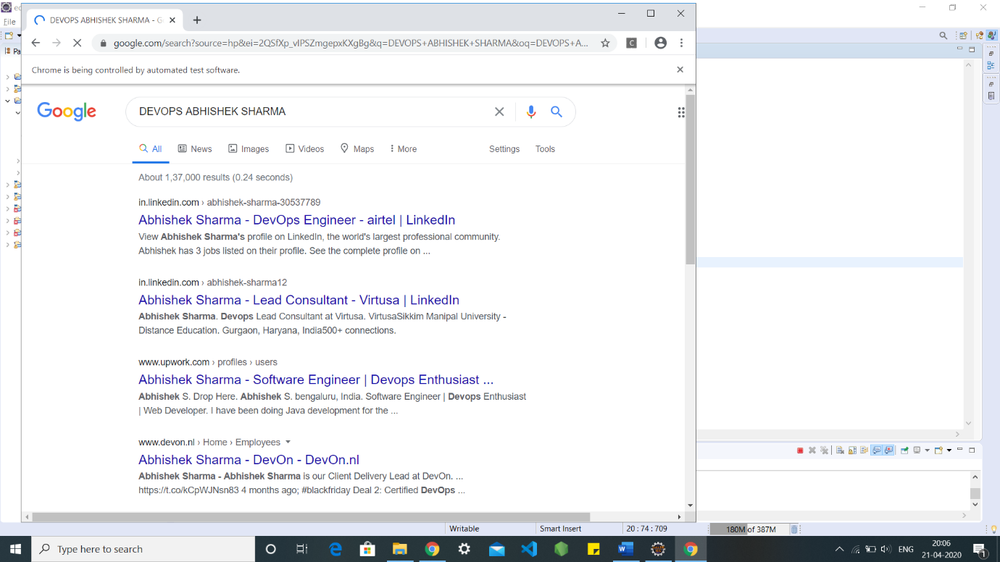 ec
File
DEVOPS ABHISHEK SHARMA - G
google.com/search?source=hp&ei=2QSfXp_vIPSZmgepxKXgBg&q=DEVOPS+ABHISHEK+SHARMA&oq=DEVOPS+A...
Pa
Chrome is being controlled by automated test software.
Google
DEVOPS ABHISHEK SHARMA
All News Images Videos Maps More Settings Tools
About 1,37,000 results (0.24 seconds)
in.linkedin.com › abhishek-sharma-30537789
Abhishek Sharma - DevOps Engineer - airtel | LinkedIn
View Abhishek Sharma's profile on LinkedIn, the world's largest professional community.
Abhishek has 3 jobs listed on their profile. See the complete profile on ...
in.linkedin.com › abhishek-sharma12
Abhishek Sharma - Lead Consultant - Virtusa | LinkedIn
Abhishek Sharma. Devops Lead Consultant at Virtusa. VirtusaSikkim Manipal University -
Distance Education. Gurgaon, Haryana, India500+ connections.
www.upwork.com › profiles › users
Abhishek Sharma - Software Engineer | Devops Enthusiast ...
Abhishek S. Drop Here. Abhishek S. bengaluru, India. Software Engineer | Devops Enthusiast
| Web Developer. I have been doing Java development for the ...
www.devon.nl › Home › Employees
Abhishek Sharma - DevOn - DevOn.nl
Abhishek Sharma - Abhishek Sharma is our Client Delivery Lead at DevOn. ...
https://t.co/kCpWJNsn83 4 months ago; #blackfriday Deal 2: Certified DevOps ...
Writable Smart Insert 20 : 74 : 709 180M of 387M
Type here to search
ENG
20:06
21-04-2020
1